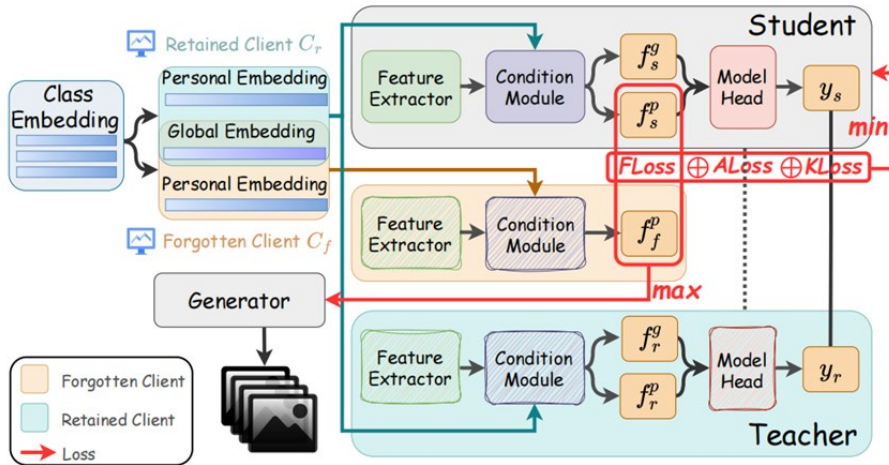 Class
Embedding
Retained Client C_r
Personal Embedding
Global Embedding
Personal Embedding
Forgotten Client C_f
Generator
Forgotten Client
Retained Client
Loss
Student
Feature
Extractor
Condition
Module
f_s^g
f_s^p
Model
Head
y_s
min
FLoss ⊕ ALoss ⊕ KLoss
Feature
Extractor
Condition
Module
f_f^p
max
Feature
Extractor
Condition
Module
f_r^g
f_r^p
Model
Head
y_r
Teacher